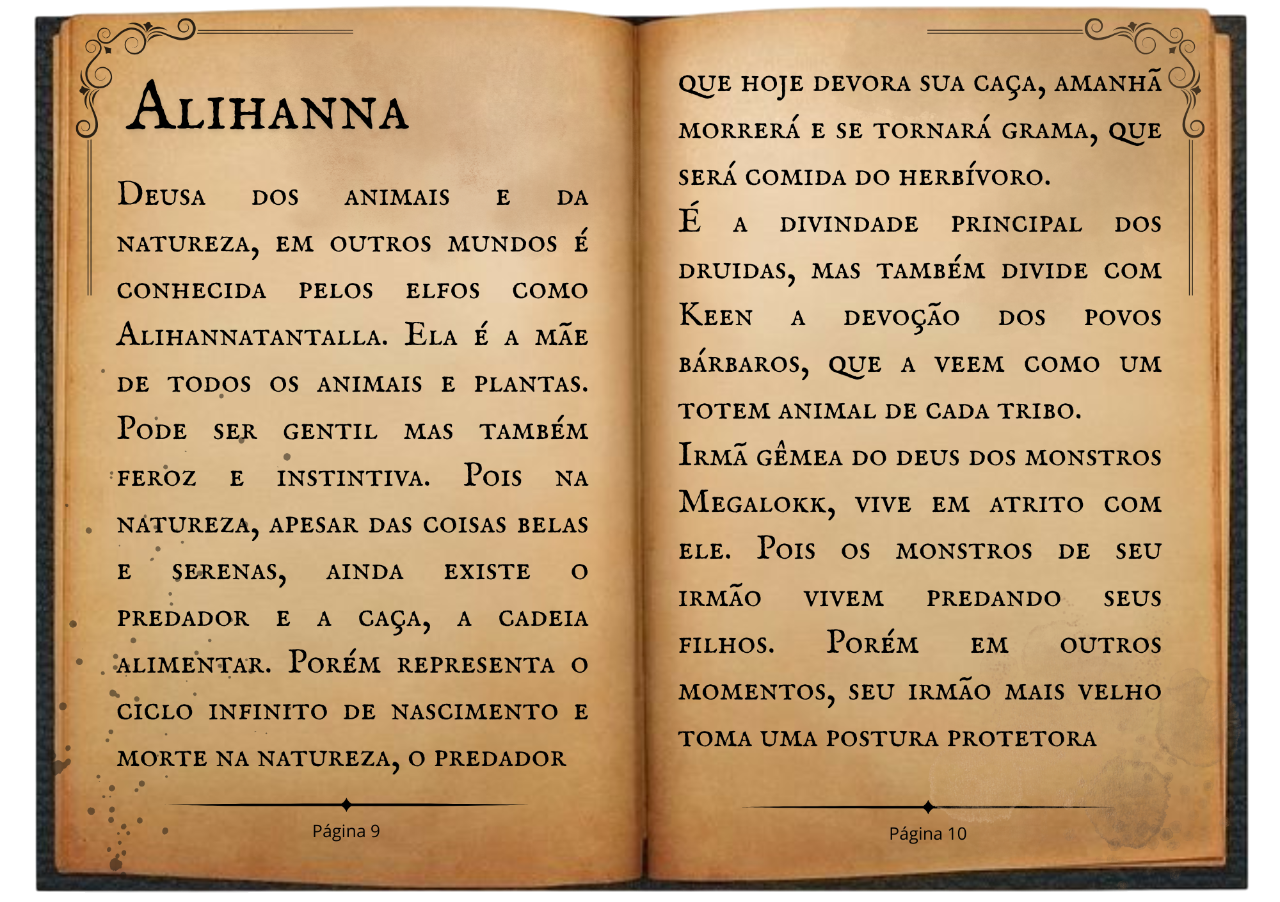 Alihanna
Deusa dos animais e da
natureza, em outros mundos é
conhecida pelos elfos como
Alihannatantalla. Ela é a mãe
de todos os animais e plantas.
Pode ser gentil mas também
feroz e instintiva. Pois na
natureza, apesar das coisas belas
e serenas, ainda existe o
predador e a caça, a cadeia
alimentar. Porém representa o
ciclo infinito de nascimento e
morte na natureza, o predador
Página 9
que hoje devora sua caça, amanhã
morrerá e se tornará grama, que
será comida do herbívoro.
É a divindade principal dos
druidas, mas também divide com
Keen a devoção dos povos
bárbaros, que a veem como um
totem animal de cada tribo.
Irmã gêmea do deus dos monstros
Megalokk, vive em atrito com
ele. Pois os monstros de seu
irmão vivem predando seus
filhos. Porém em outros
momentos, seu irmão mais velho
toma uma postura protetora
Página 10